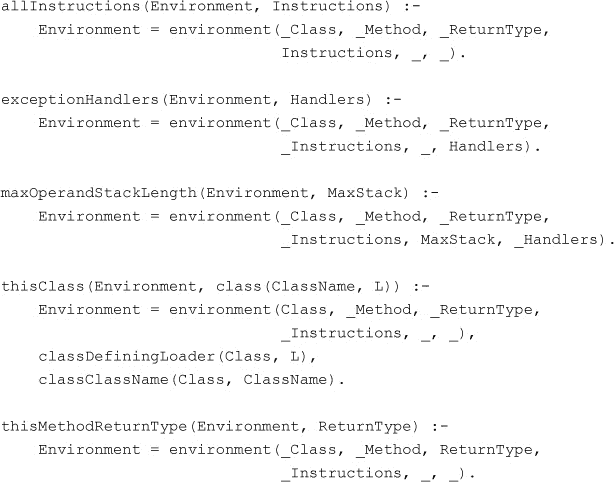 allInstructions(Environment, Instructions) :-
    Environment = environment(_Class, _Method, _ReturnType,
                              Instructions, _, _).

exceptionHandlers(Environment, Handlers) :-
    Environment = environment(_Class, _Method, _ReturnType,
                              _Instructions, _, Handlers).

maxOperandStackLength(Environment, MaxStack) :-
    Environment = environment(_Class, _Method, _ReturnType,
                              _Instructions, MaxStack, _Handlers).

thisClass(Environment, class(ClassName, L)) :-
    Environment = environment(Class, _Method, _ReturnType,
                              _Instructions, _, _),
    classDefiningLoader(Class, L),
    classClassName(Class, ClassName).

thisMethodReturnType(Environment, ReturnType) :-
    Environment = environment(_Class, _Method, ReturnType,
                              _Instructions, _, _).